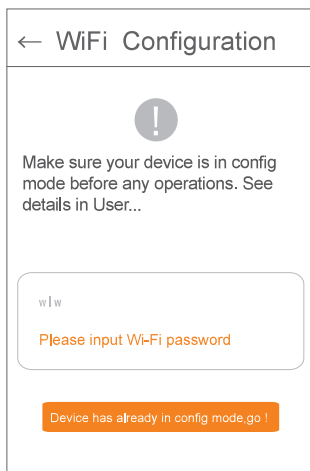 ← WiFi Configuration
!
Make sure your device is in config
mode before any operations. See
details in User...
wlw
Please input Wi-Fi password
Device has already in config mode,go !